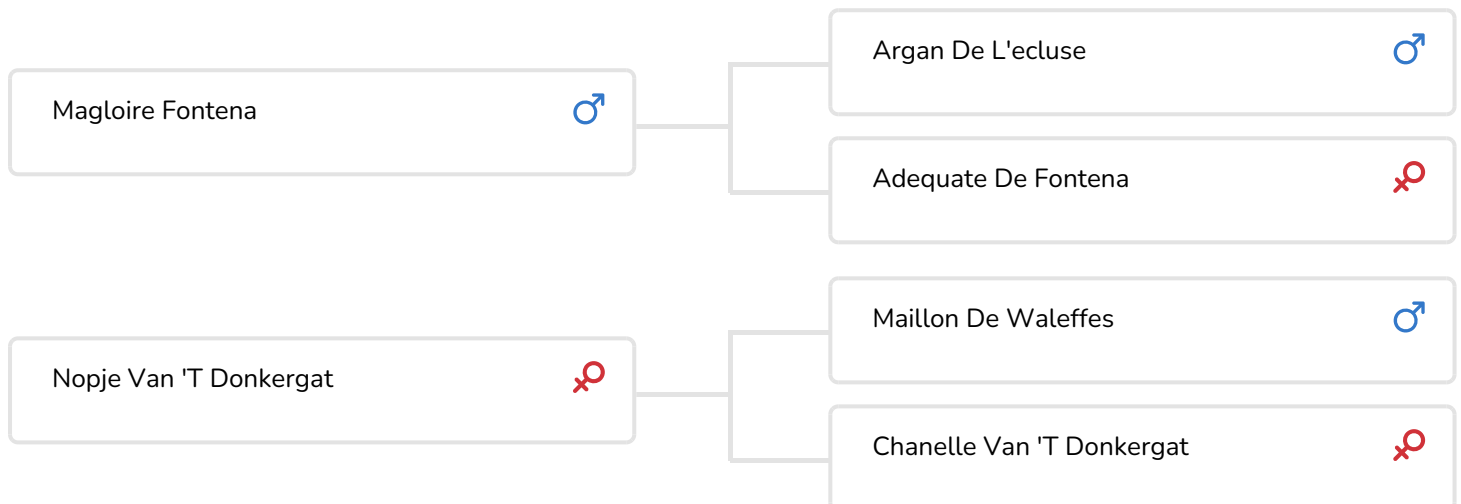 Argan De L'ecluse
Magloire Fontena
Adequate De Fontena
Maillon De Waleffes
Nopje Van 'T Donkergat
Chanelle Van 'T Donkergat